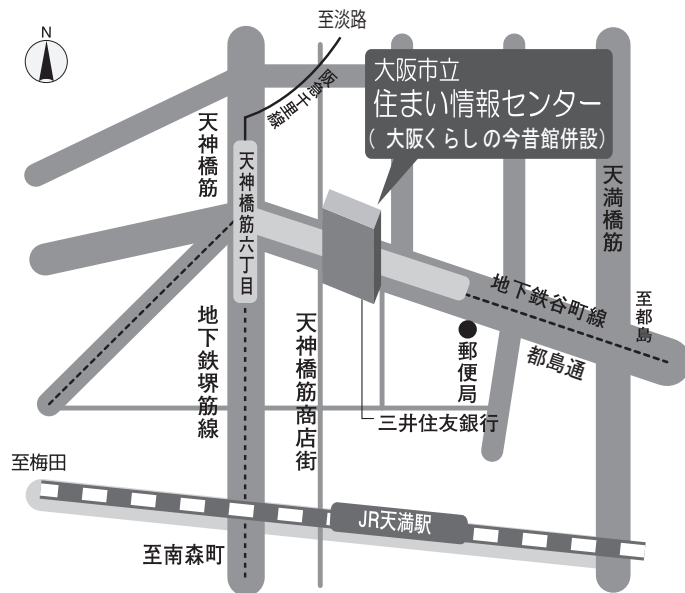 N
至淡路
阪急千里線
大阪市立
住まい情報センター
(大阪くらしの今昔館併設)
天神橋筋
天神橋筋六丁目
天満橋筋
地下鉄谷町線
至都島
都島通
郵便局
地下鉄堺筋線
天神橋筋商店街
三井住友銀行
至梅田
JR天満駅
至南森町